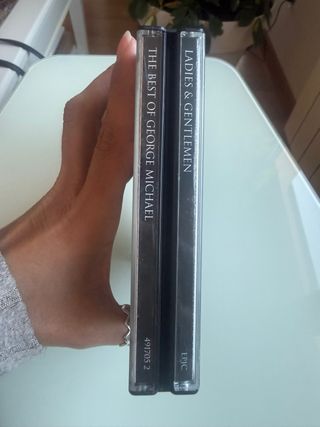 LADIES & GENTLEMEN
EPIC
THE BEST OF GEORGE MICHAEL
491705 2